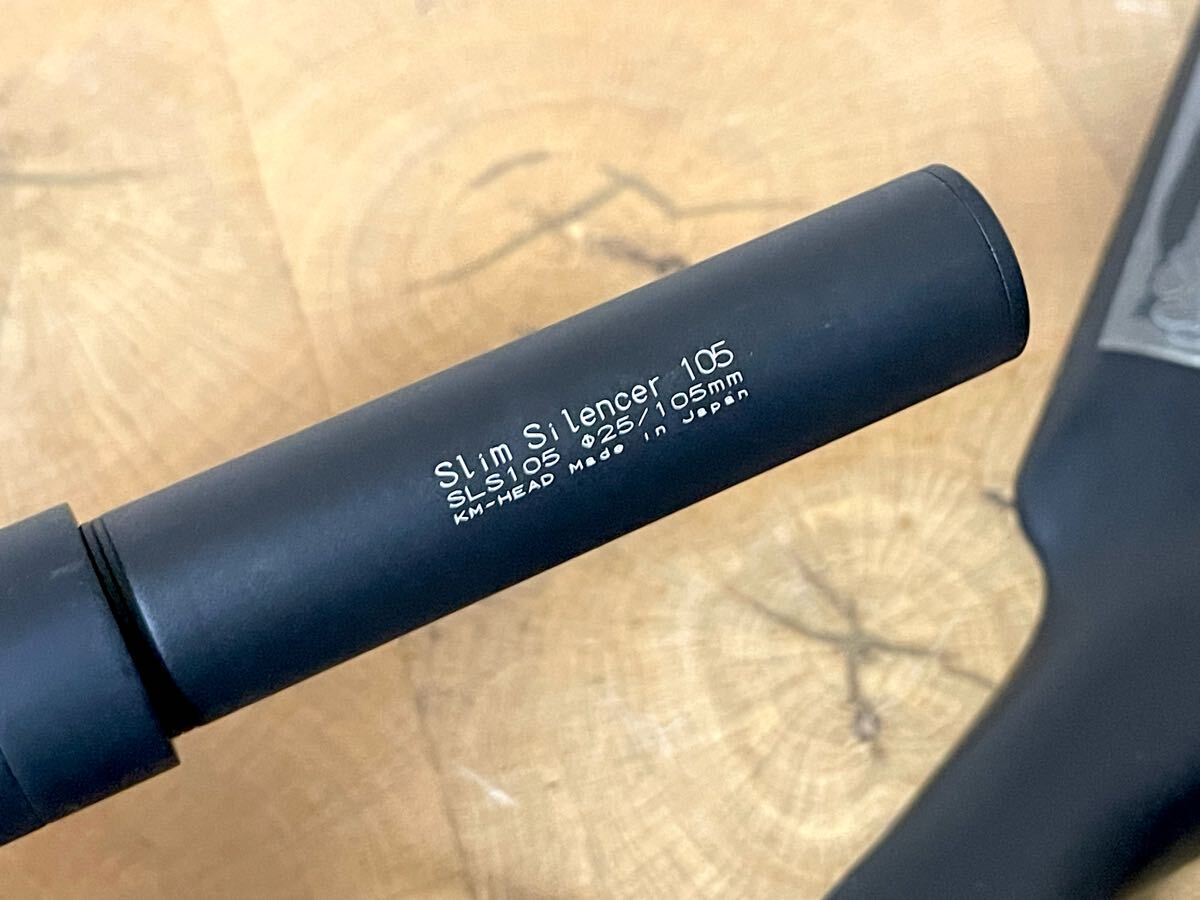 Slim Silencer 105
SLS105 Φ25/105mm
KM-HEAD Made in Japan